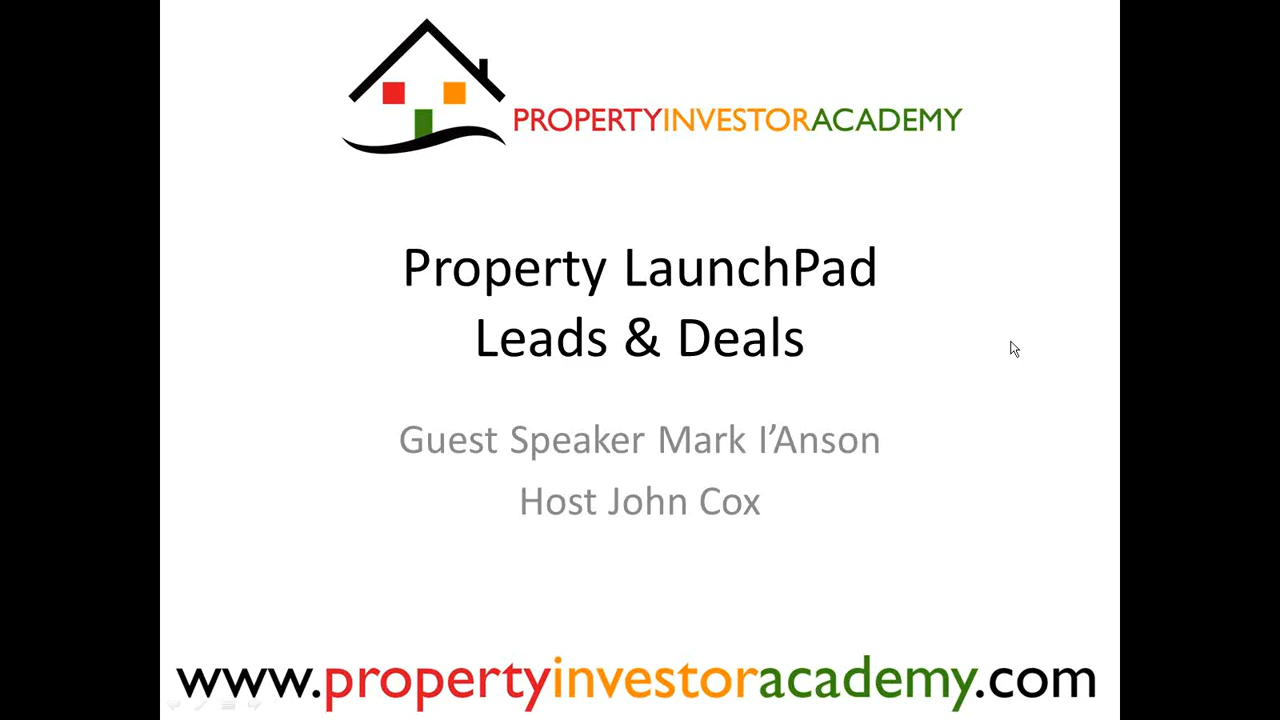 PROPERTYINVESTORACADEMY
Property LaunchPad
Leads & Deals
Guest Speaker Mark I’Anson
Host John Cox
www.propertyinvestoracademy.com